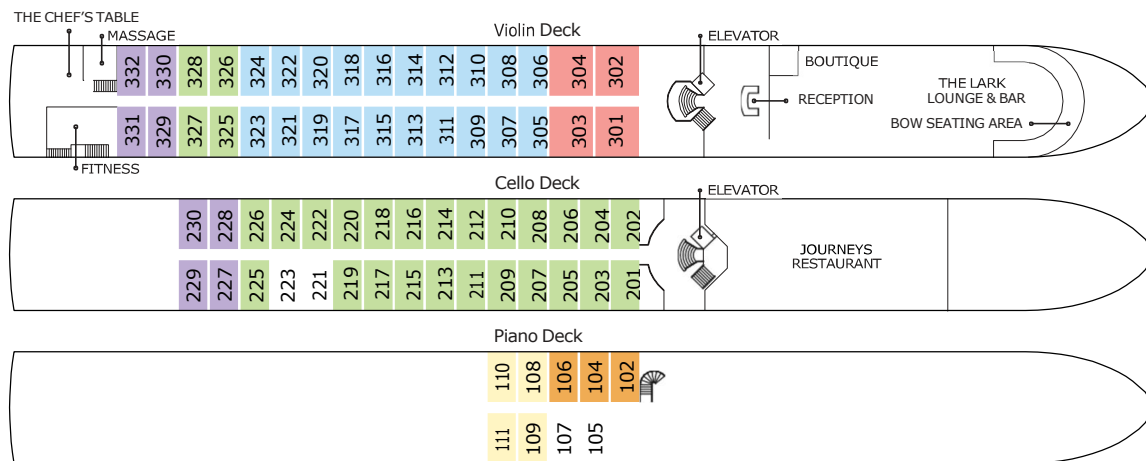 THE CHEF'S TABLE
MASSAGE
Violin Deck
ELEVATOR
332 330 328 326 324 322 320 318 316 314 312 310 308 306 304 302
BOUTIQUE
RECEPTION
THE LARK
LOUNGE & BAR
BOW SEATING AREA
331 329 327 325 323 321 319 317 315 313 311 309 307 305 303 301
FITNESS
Cello Deck
ELEVATOR
230 228 226 224 222 220 218 216 214 212 210 208 206 204 202
JOURNEYS
RESTAURANT
229 227 225 223 221 219 217 215 213 211 209 207 205 203 201
Piano Deck
110 108 106 104 102
111 109 107 105